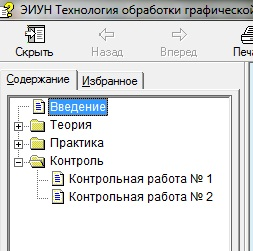 ЭИУН Технология обработки графической
Скрыть Назад Вперед
Содержание Избранное
Введение
Теория
Практика
Контроль
Контрольная работа № 1
Контрольная работа № 2